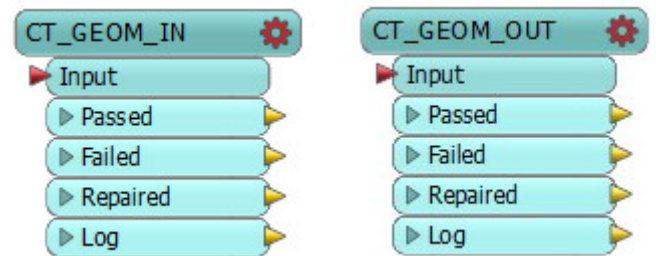 CT_GEOM_IN
Input
Passed
Failed
Repaired
Log
CT_GEOM_OUT
Input
Passed
Failed
Repaired
Log